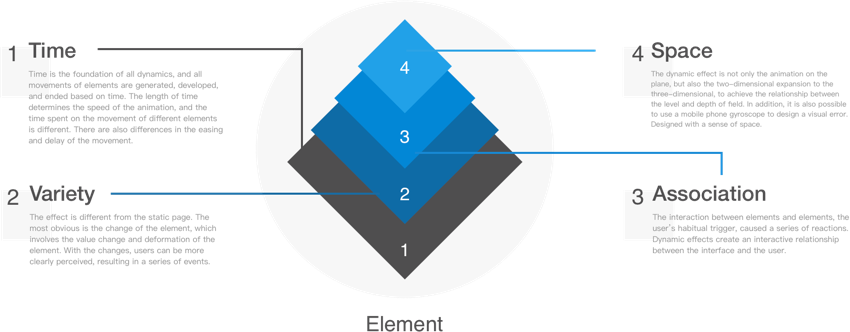 1 Time
Time is the foundation of all dynamics, and all
movements of elements are generated, developed,
and ended based on time. The length of time
determines the speed of the animation, and the
time spent on the movement of different elements
is different. There are also differences in the easing
and delay of the movement.
2 Variety
The effect is different from the static page. The
most obvious is the change of the element, which
involves the value change and deformation of the
element. With the changes, users can be more
clearly perceived, resulting in a series of events.
4
3
2
1
Element
4 Space
The dynamic effect is not only the animation on the
plane, but also the two-dimensional expansion to the
three-dimensional, to achieve the relationship between
the level and depth of field. In addition, it is also possible
to use a mobile phone gyroscope to design a visual error.
Designed with a sense of space.
3 Association
The interaction between elements and elements, the
user's habitual trigger, caused a series of reactions.
Dynamic effects create an interactive relationship
between the interface and the user.